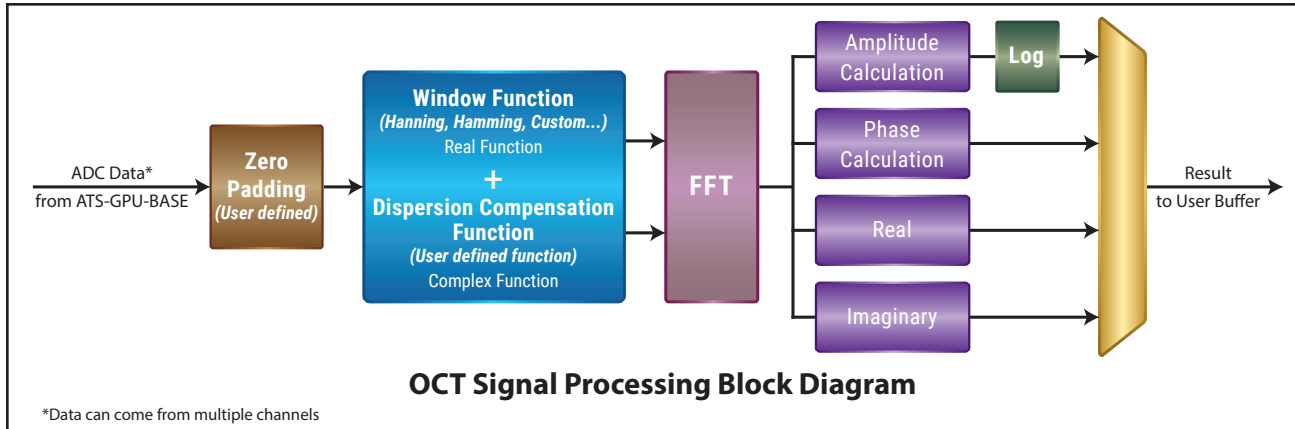 ADC Data*
from ATS-GPU-BASE
Zero
Padding
(User defined)
Window Function
(Hanning, Hamming, Custom...)
Real Function
+
Dispersion Compensation
Function
(User defined function)
Complex Function
FFT
Amplitude
Calculation
Log
Phase
Calculation
Real
Imaginary
Result
to User Buffer
OCT Signal Processing Block Diagram
*Data can come from multiple channels